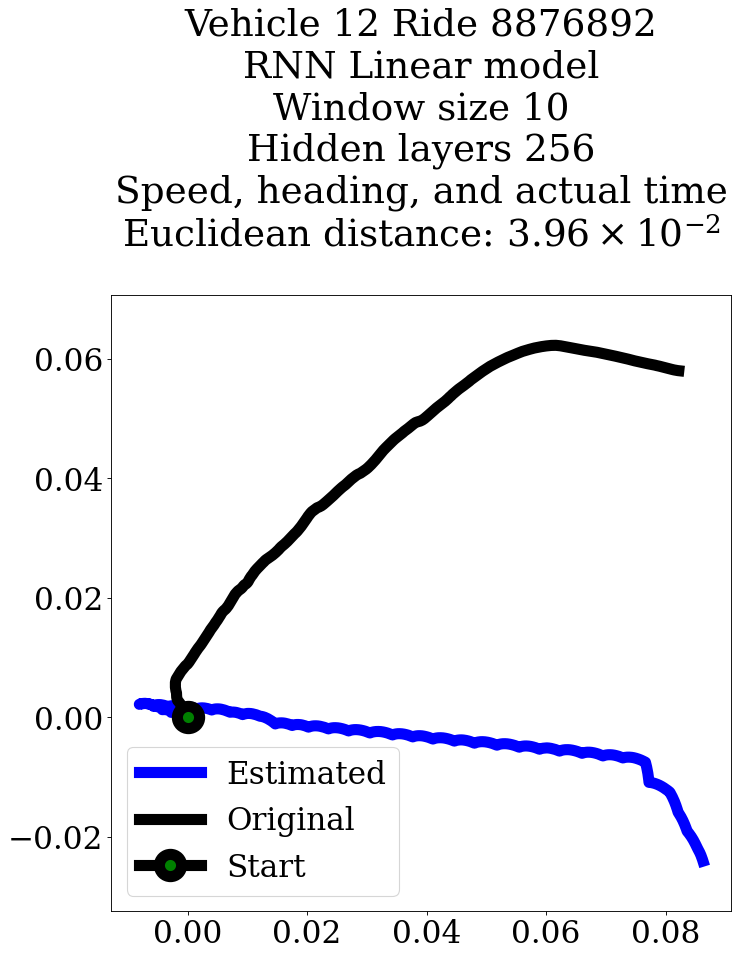 Vehicle 12 Ride 8876892
RNN Linear model
Window size 10
Hidden layers 256
Speed, heading, and actual time
Euclidean distance: 3.96 × 10⁻²
0.06
0.04
0.02
0.00
−0.02
Estimated
Original
Start
0.00 0.02 0.04 0.06 0.08